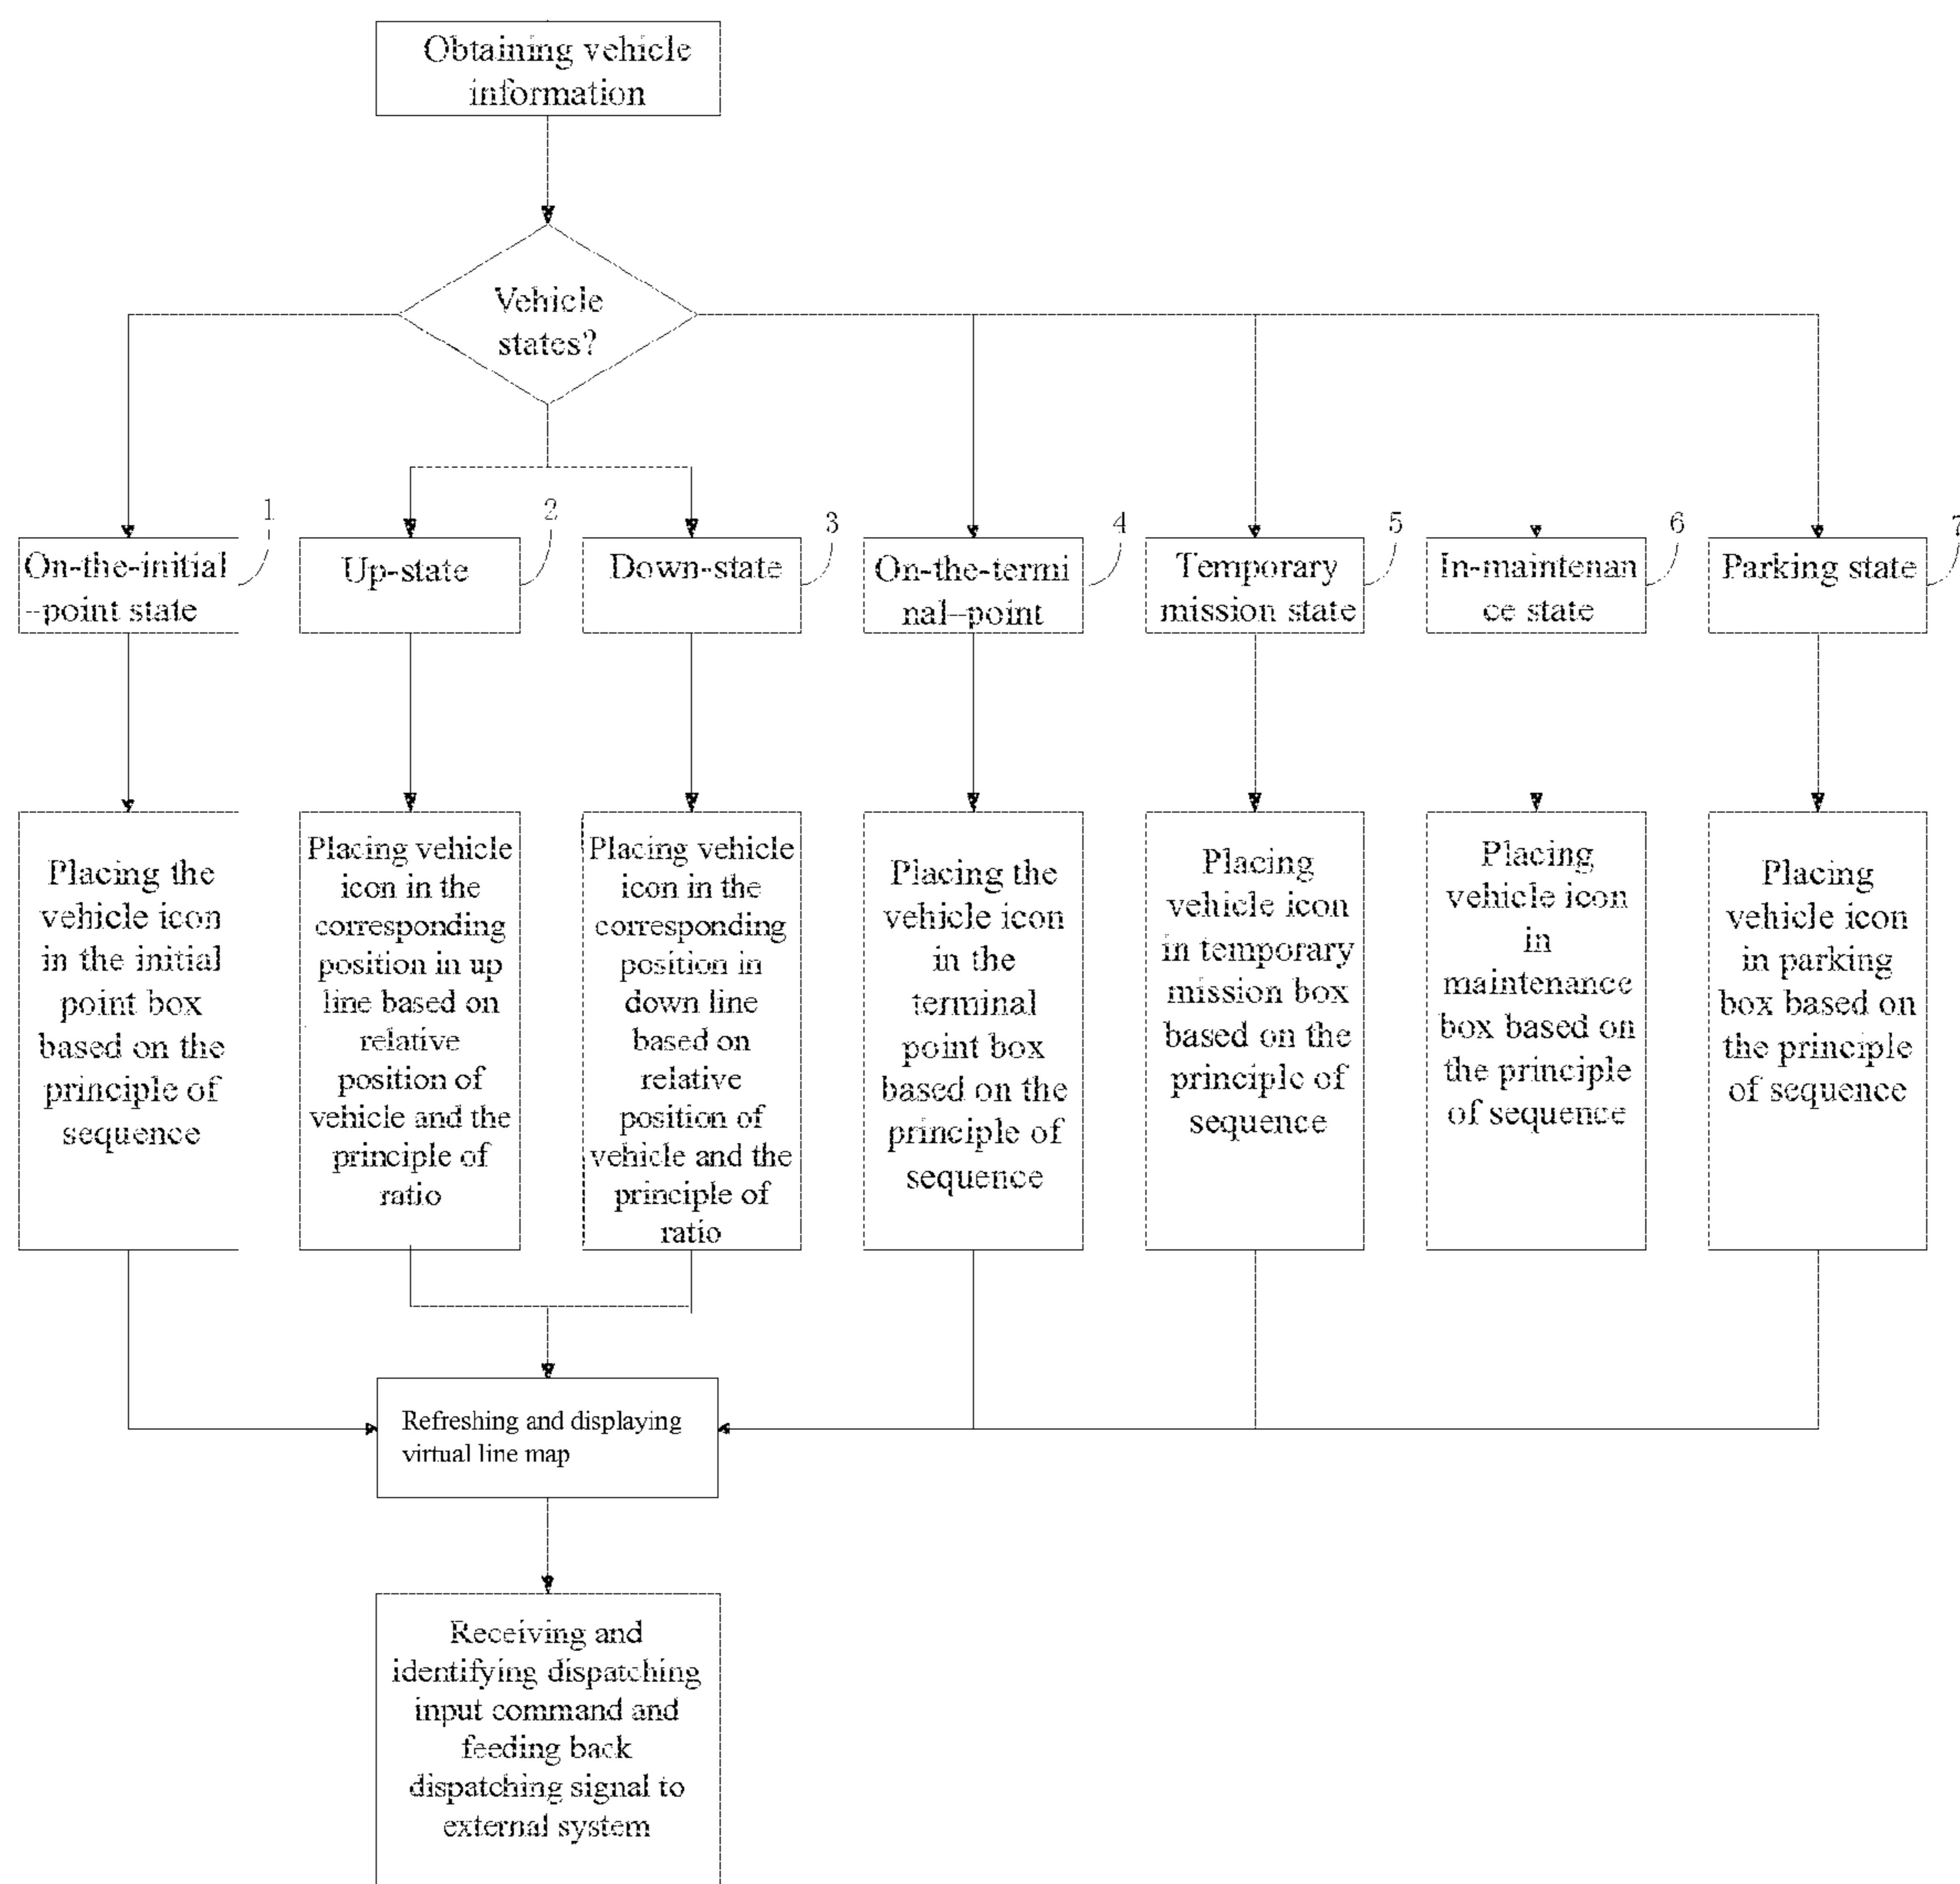 Obtaining vehicle
information
Vehicle
states?
1
2
3
4
5
6
7
On-the-initial
--point state
Up-state
Down-state
On-the-termi
nal--point
Temporary
mission state
In-maintenan
ce state
Parking state
Placing the
vehicle icon
in the initial
point box
based on the
principle of
sequence
Placing vehicle
icon in the
corresponding
position in up
line based on
relative
position of
vehicle and the
principle of
ratio
Placing vehicle
icon in the
corresponding
position in
down line
based on
relative
position of
vehicle and the
principle of
ratio
Placing the
vehicle icon
in the
terminal
point box
based on the
principle of
sequence
Placing
vehicle icon
in temporary
mission box
based on the
principle of
sequence
Placing
vehicle icon
in
maintenance
box based on
the principle
of sequence
Placing
vehicle icon
in parking
box based on
the principle
of sequence
Refreshing and displaying
virtual line map
Receiving and
identifying dispatching
input command and
feeding back
dispatching signal to
external system